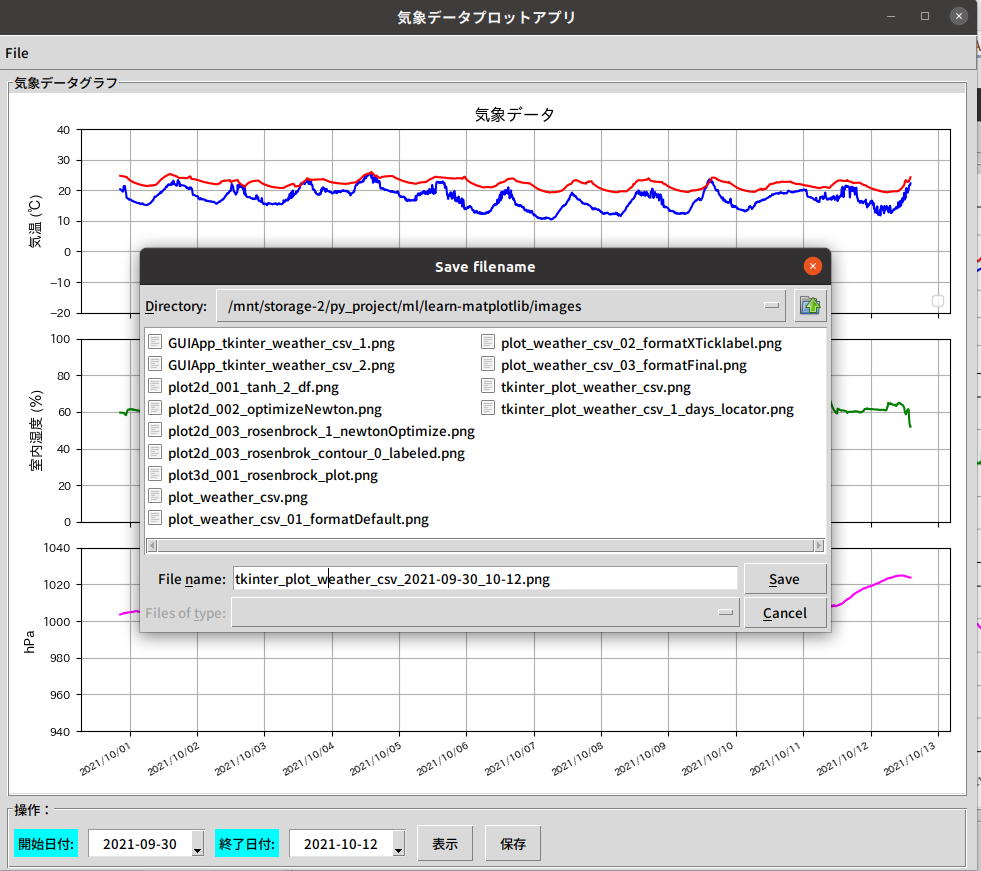 気象データプロットアプリ
File
気象データグラフ
気象データ
40
30
20
10
0
−10
−20
気温 (℃)
Save filename
Directory: /mnt/storage-2/py_project/ml/learn-matplotlib/images
GUIApp_tkinter_weather_csv_1.png
GUIApp_tkinter_weather_csv_2.png
plot2d_001_tanh_2_df.png
plot2d_002_optimizeNewton.png
plot2d_003_rosenbrock_1_newtonOptimize.png
plot2d_003_rosenbrok_contour_0_labeled.png
plot3d_001_rosenbrock_plot.png
plot_weather_csv.png
plot_weather_csv_01_formatDefault.png
plot_weather_csv_02_formatXTicklabel.png
plot_weather_csv_03_formatFinal.png
tkinter_plot_weather_csv.png
tkinter_plot_weather_csv_1_days_locator.png
File name: tkinter_plot_weather_csv_2021-09-30_10-12.png Save
Files of type: Cancel
100
80
60
40
20
0
室内湿度 (%)
1040
1020
1000
980
960
940
hPa
2021/10/01 2021/10/02 2021/10/03 2021/10/04 2021/10/05 2021/10/06 2021/10/07 2021/10/08 2021/10/09 2021/10/10 2021/10/11 2021/10/12 2021/10/13
操作：
開始日付: 2021-09-30 終了日付: 2021-10-12 表示 保存